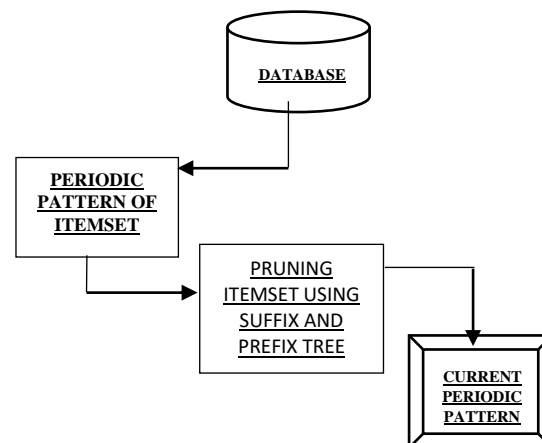 DATABASE
PERIODIC
PATTERN OF
ITEMSET
PRUNING
ITEMSET USING
SUFFIX AND
PREFIX TREE
CURRENT
PERIODIC
PATTERN